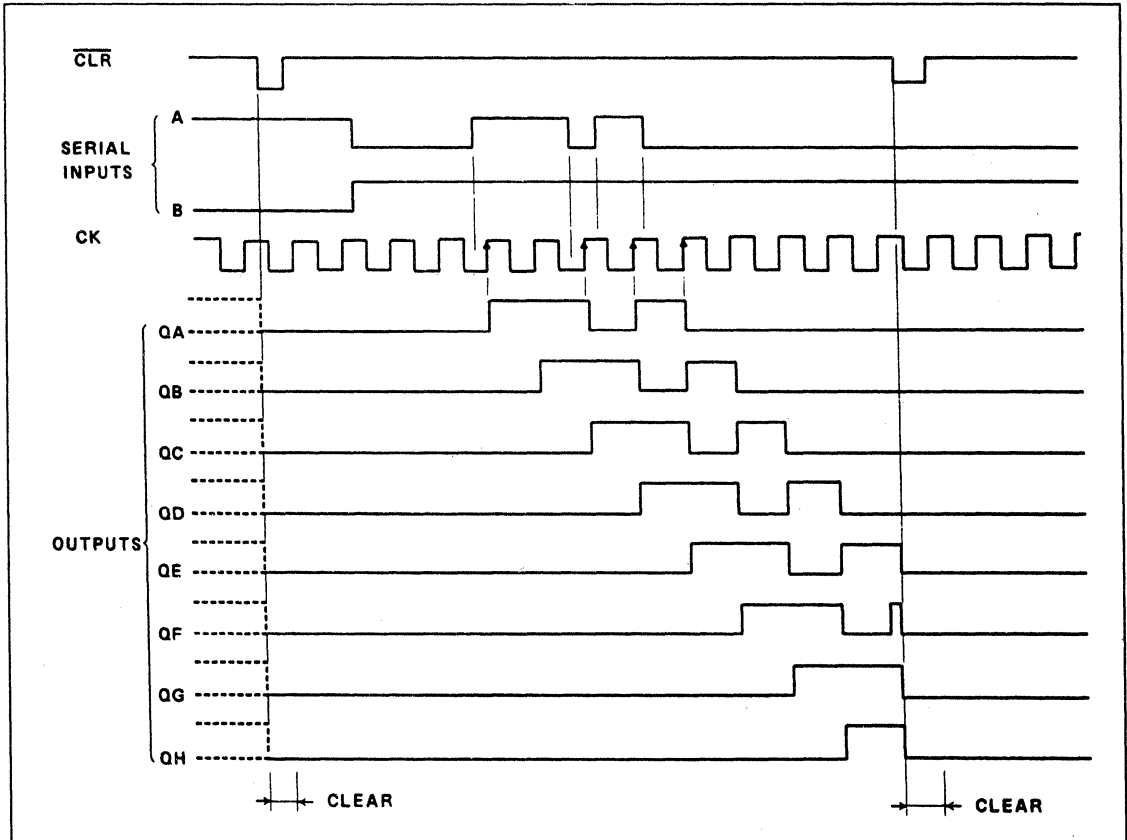 CLR
A
SERIAL
INPUTS
B
CK
QA
QB
QC
QD
OUTPUTS
QE
QF
QG
QH
CLEAR
CLEAR